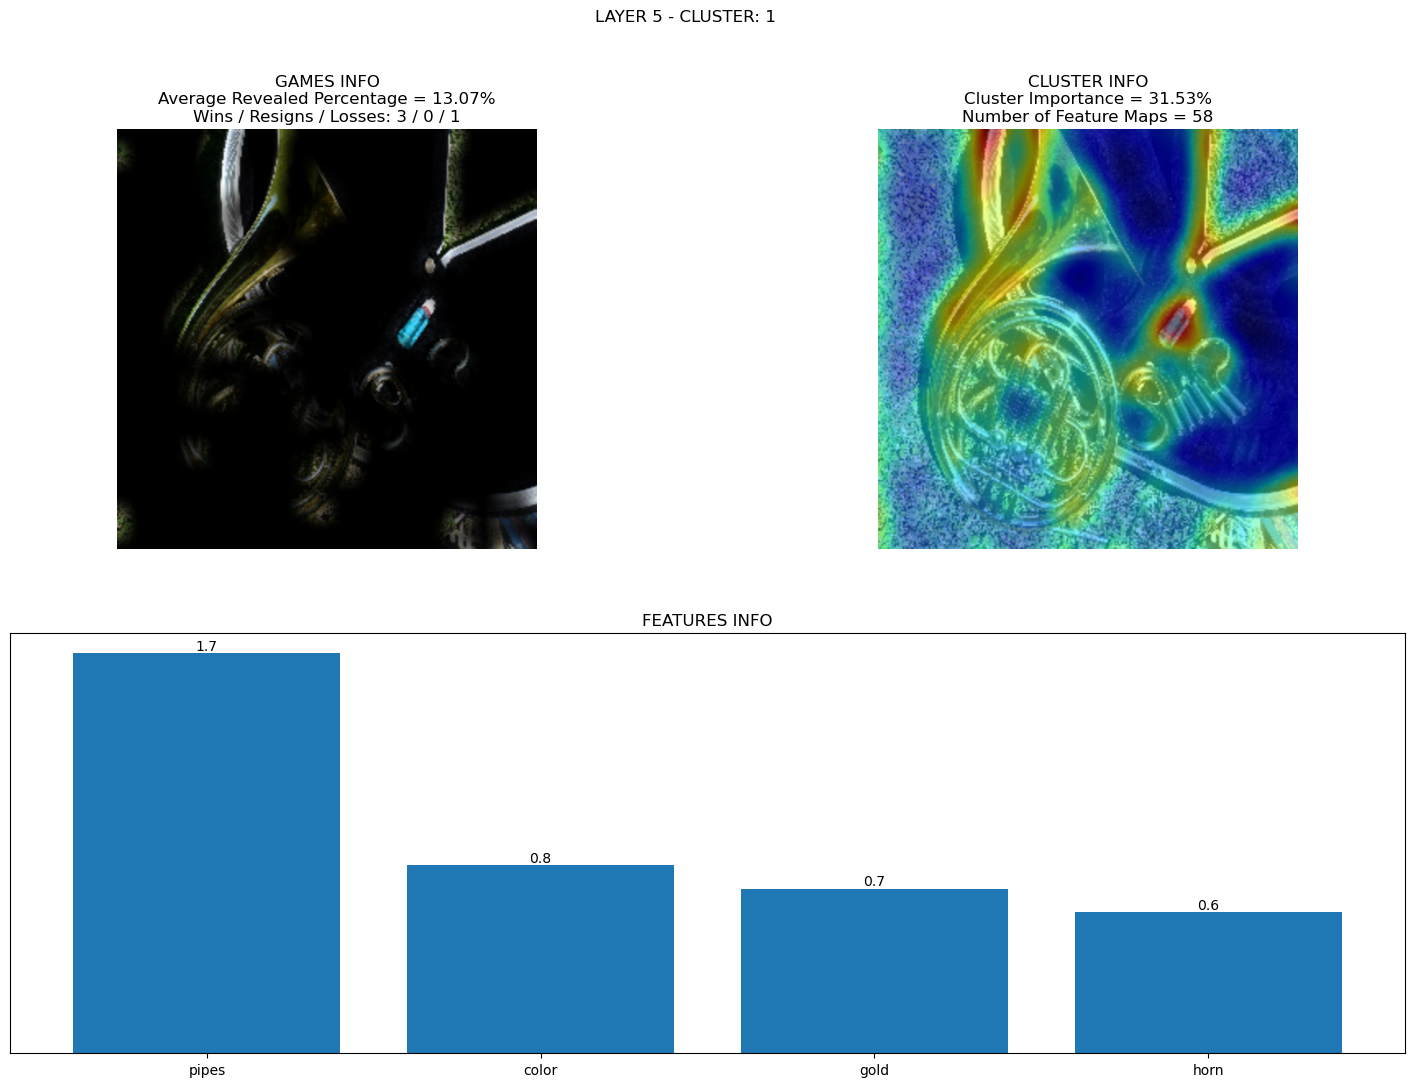 LAYER 5 - CLUSTER: 1
GAMES INFO
Average Revealed Percentage = 13.07%
Wins / Resigns / Losses: 3 / 0 / 1
CLUSTER INFO
Cluster Importance = 31.53%
Number of Feature Maps = 58
FEATURES INFO
1.7
0.8
0.7
0.6
pipes
color
gold
horn